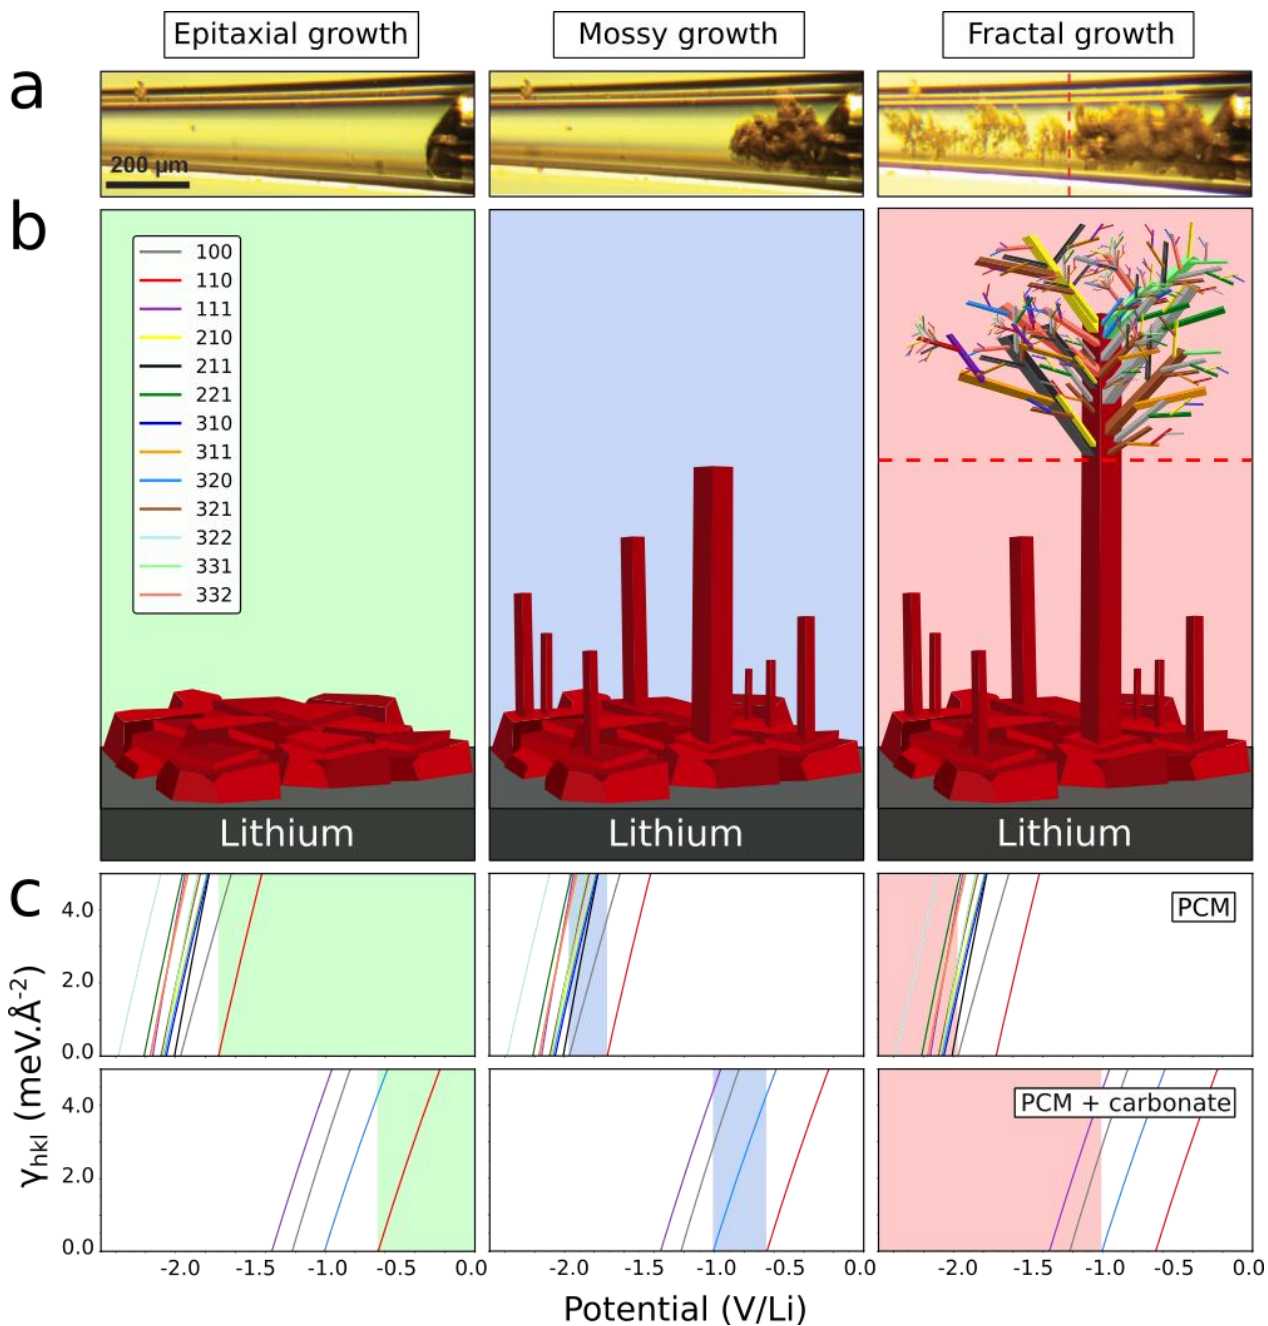 Epitaxial growth
Mossy growth
Fractal growth
a
200 µm
b
100
110
111
210
211
221
310
311
320
321
322
331
332
Lithium
Lithium
Lithium
c
γhkl (meV.Å⁻²)
4.0
2.0
0.0
PCM
4.0
2.0
0.0
PCM + carbonate
-2.0 -1.5 -1.0 -0.5 0.0
-2.0 -1.5 -1.0 -0.5 0.0
-2.0 -1.5 -1.0 -0.5 0.0
Potential (V/Li)